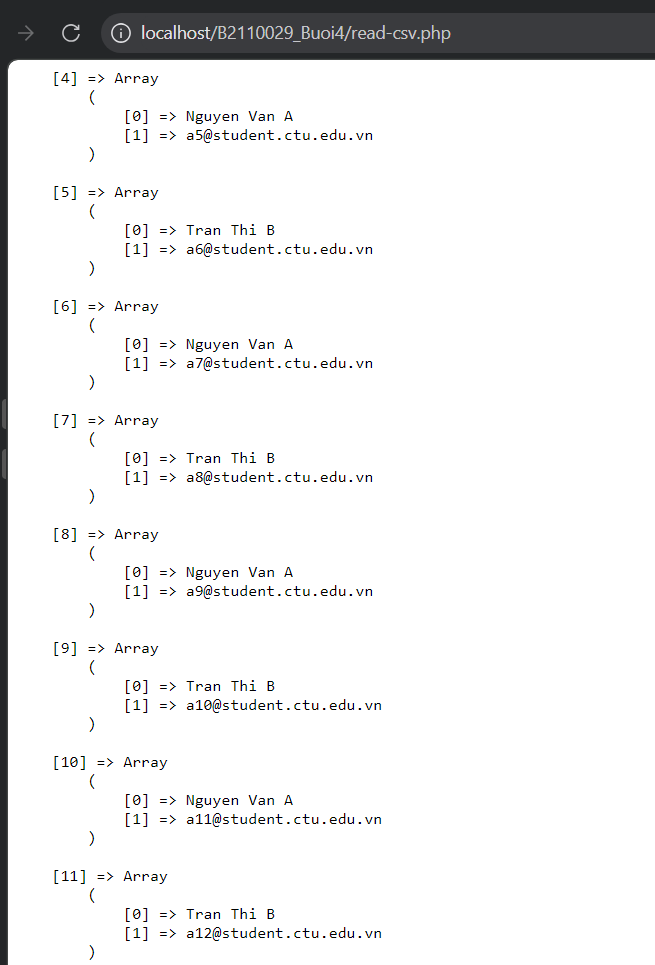 localhost/B2110029_Buoi4/read-csv.php
[4] => Array
(
[0] => Nguyen Van A
[1] => a5@student.ctu.edu.vn
)
[5] => Array
(
[0] => Tran Thi B
[1] => a6@student.ctu.edu.vn
)
[6] => Array
(
[0] => Nguyen Van A
[1] => a7@student.ctu.edu.vn
)
[7] => Array
(
[0] => Tran Thi B
[1] => a8@student.ctu.edu.vn
)
[8] => Array
(
[0] => Nguyen Van A
[1] => a9@student.ctu.edu.vn
)
[9] => Array
(
[0] => Tran Thi B
[1] => a10@student.ctu.edu.vn
)
[10] => Array
(
[0] => Nguyen Van A
[1] => a11@student.ctu.edu.vn
)
[11] => Array
(
[0] => Tran Thi B
[1] => a12@student.ctu.edu.vn
)